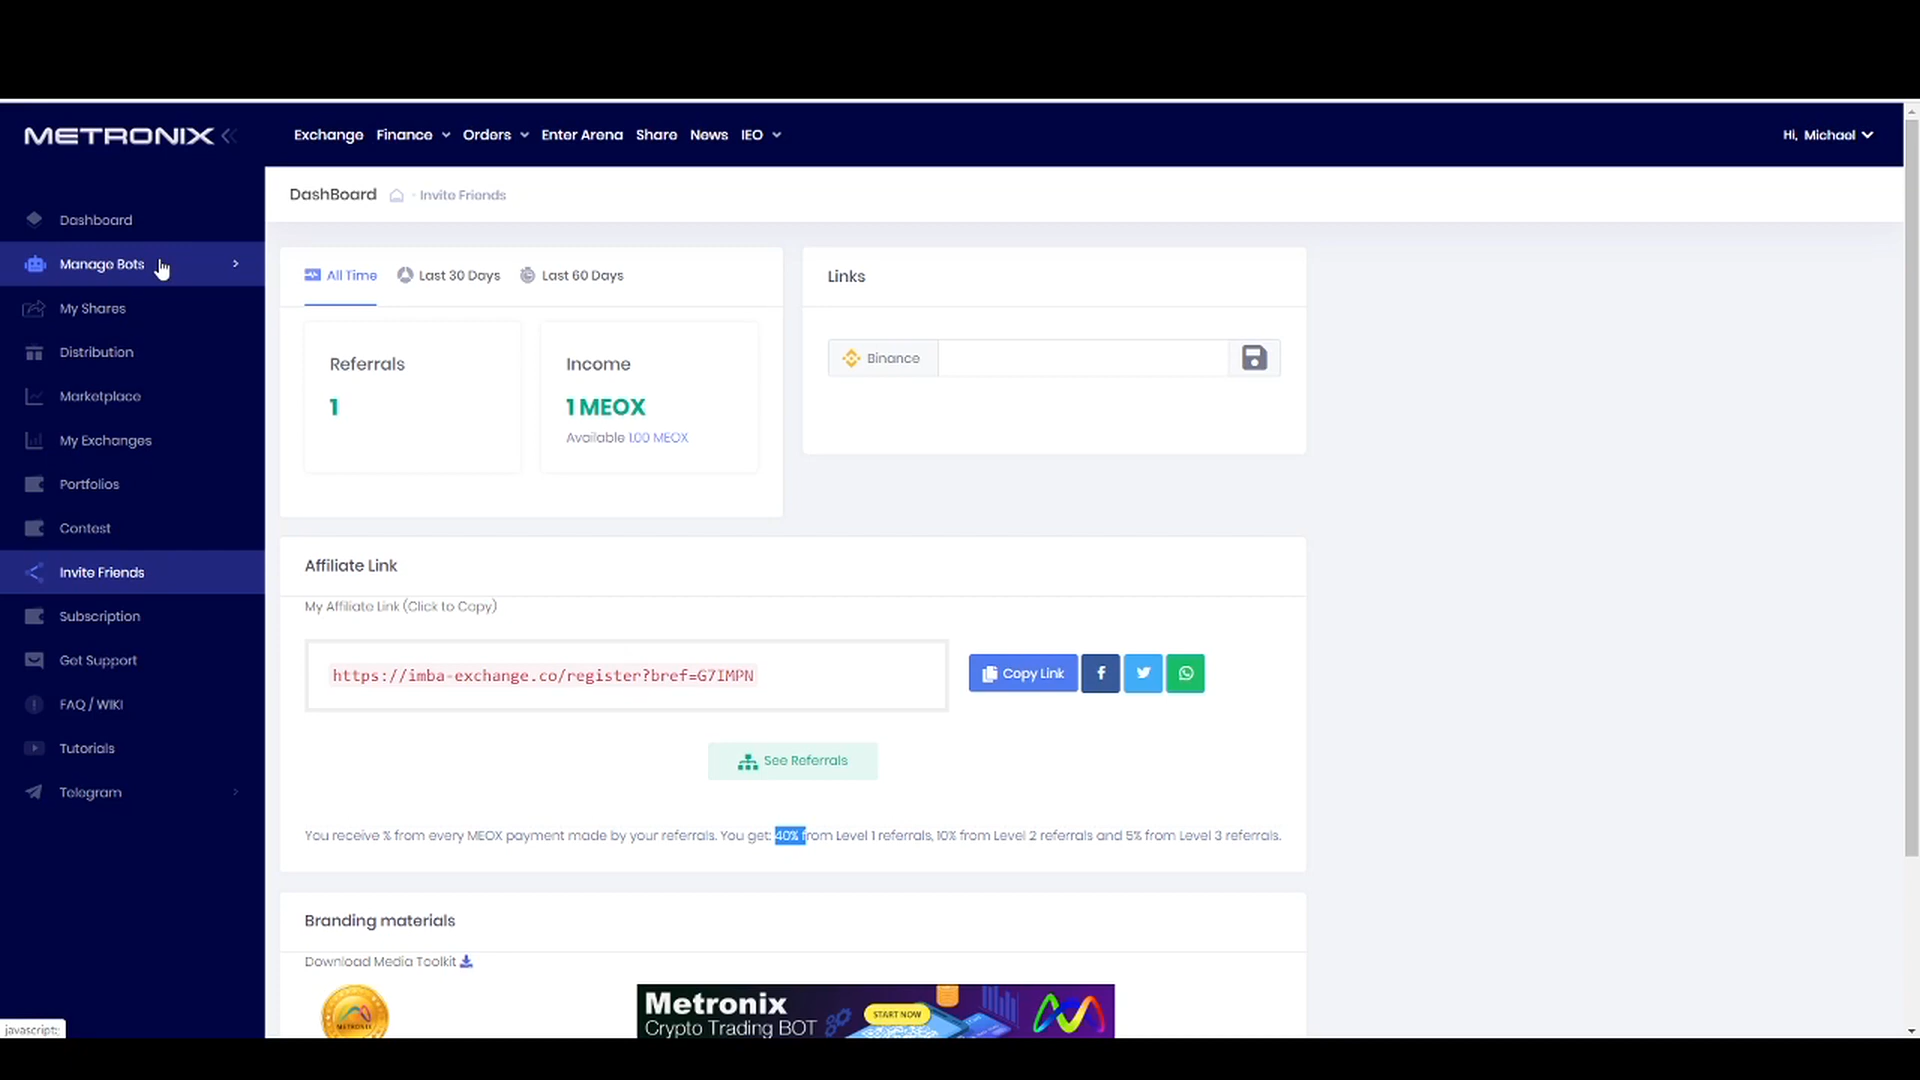 METRONIX
Exchange Finance Orders Enter Arena Share News IEO
Hi, Michael
DashBoard - Invite Friends
Dashboard
Manage Bots
My Shares
Distribution
Marketplace
My Exchanges
Portfolios
Contest
Invite Friends
Subscription
Get Support
FAQ / WIKI
Tutorials
Telegram
All Time Last 30 Days Last 60 Days
Referrals
1
Income
1 MEOX
Available 1.00 MEOX
Links
Binance
Affiliate Link
My Affiliate Link (Click to Copy)
https://imba-exchange.co/register?bref=G7IMPN
Copy Link
See Referrals
You receive % from every MEOX payment made by your referrals. You get: 40% from Level 1 referrals, 10% from Level 2 referrals and 5% from Level 3 referrals.
Branding materials
Download Media Toolkit
METRONIX
Metronix
Crypto Trading BOT
START NOW
javascript:;